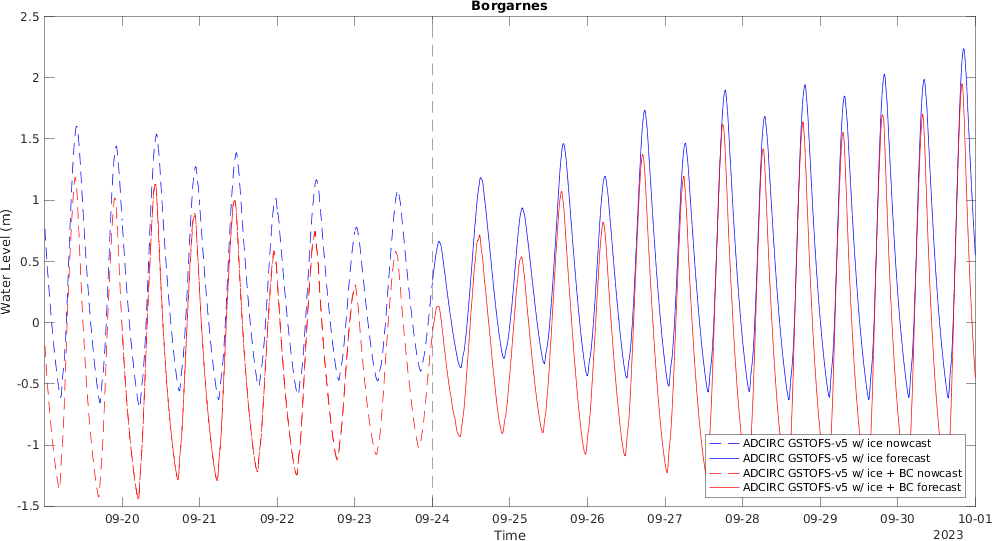 Borgarnes
2.5
2
1.5
1
0.5
0
-0.5
-1
-1.5
Water Level (m)
ADCIRC GSTOFS-v5 w/ ice nowcast
ADCIRC GSTOFS-v5 w/ ice forecast
ADCIRC GSTOFS-v5 w/ ice + BC nowcast
ADCIRC GSTOFS-v5 w/ ice + BC forecast
09-20 09-21 09-22 09-23 09-24 09-25 09-26 09-27 09-28 09-29 09-30 10-01
Time
2023